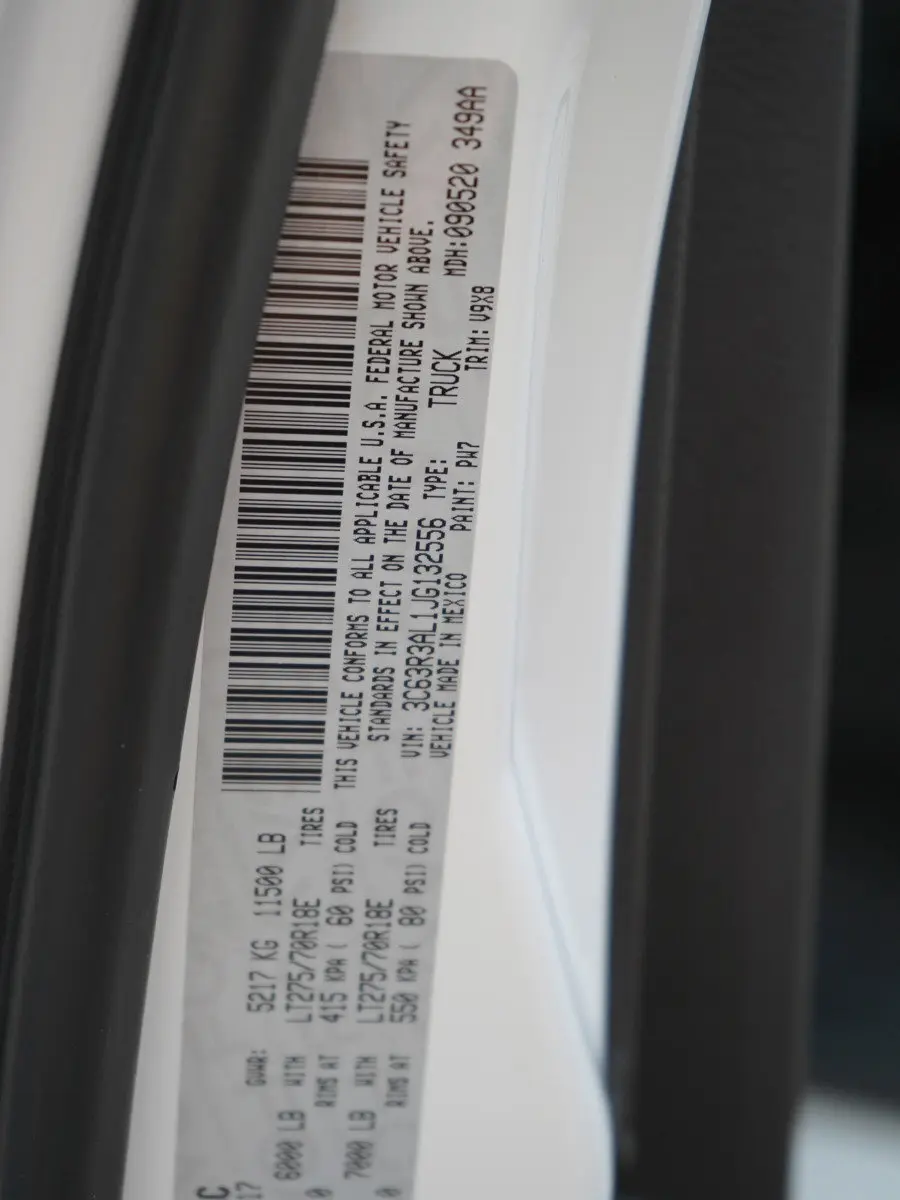 C
17 GVWR: 5217 KG 11500 LB
6000 LB WITH LT275/70R18E TIRES
0 RIMS AT 415 KPA ( 60 PSI) COLD
7000 LB WITH LT275/70R18E TIRES
0 RIMS AT 550 KPA ( 80 PSI) COLD
THIS VEHICLE CONFORMS TO ALL APPLICABLE U.S.A. FEDERAL MOTOR VEHICLE SAFETY
STANDARDS IN EFFECT ON THE DATE OF MANUFACTURE SHOWN ABOVE.
VIN: 3C63R3AL1JG132556 TYPE: TRUCK MDH:090520 349AA
VEHICLE MADE IN MEXICO PAINT: PW7 TRIM: V9X8